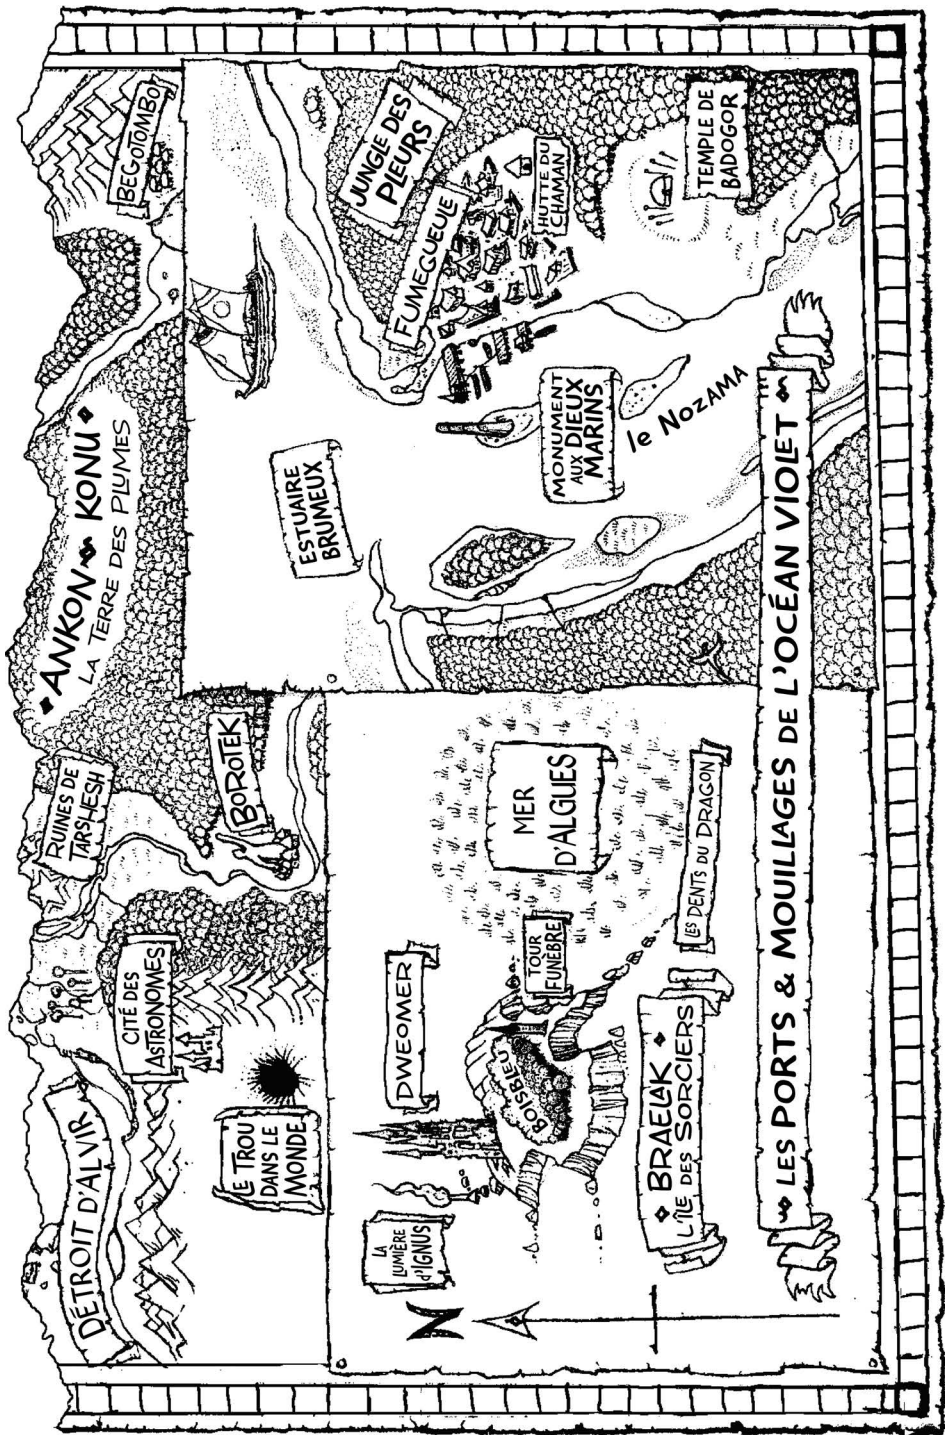 DÉTROIT D'ALVIR
CITÉ DES
ASTRONOMES
RUINES DE
TARSHESH
ANKON KONU
LA TERRE DES PLUMES
BEGOTOMBO
LE TROU
DANS LE
MONDE
BOROTEK
LA
LUMIÈRE
d'IGNUS
DWEOMER
BOISBLEU
TOUR
FUNÈBRE
MER
D'ALGUES
BRAELAK
L'ÎLE DES SORCIERS
LES DENTS DU DRAGON
N
ESTUAIRE
BRUMEUX
JUNGLE DES
PLEURS
FUMEGUEULE
HUTTE DU
CHAMAN
MONUMENT
AUX DIEUX
MARINS
le NOZAMA
TEMPLE DE
BADOGOR
LES PORTS & MOUILLAGES DE L'OCÉAN VIOLET